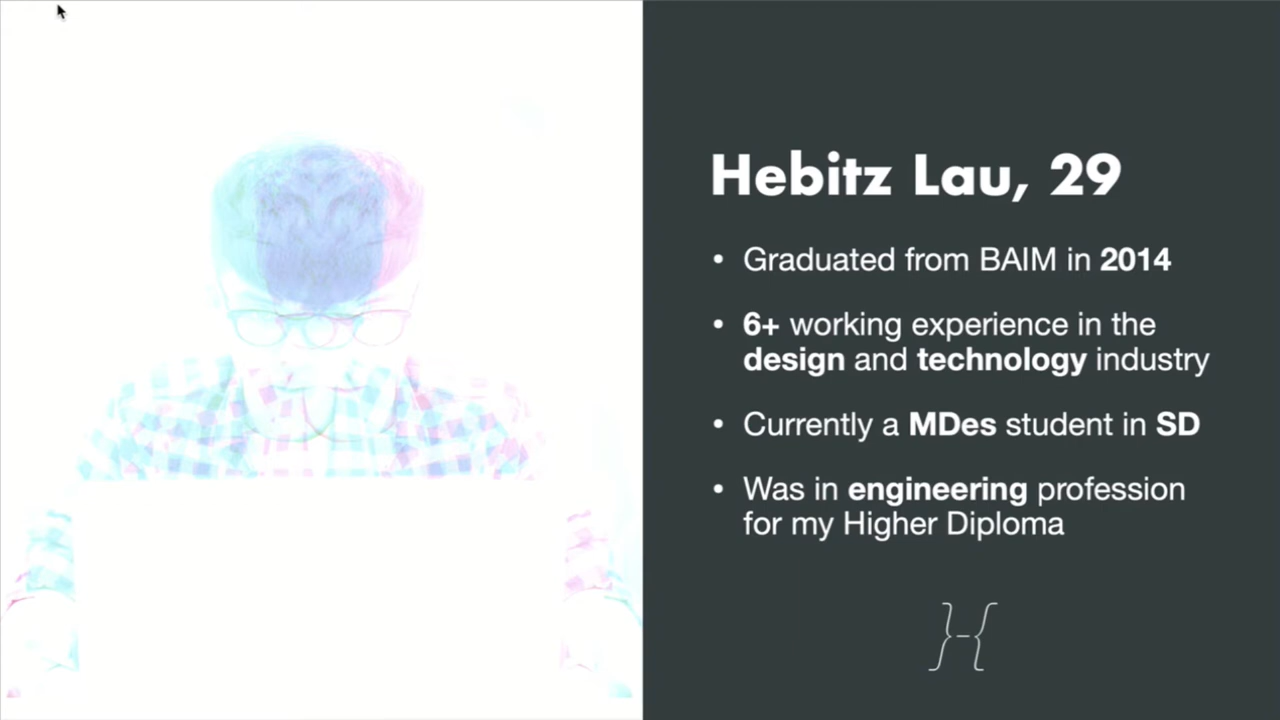 Hebitz Lau, 29
• Graduated from BAIM in 2014
• 6+ working experience in the
design and technology industry
• Currently a MDes student in SD
• Was in engineering profession
for my Higher Diploma